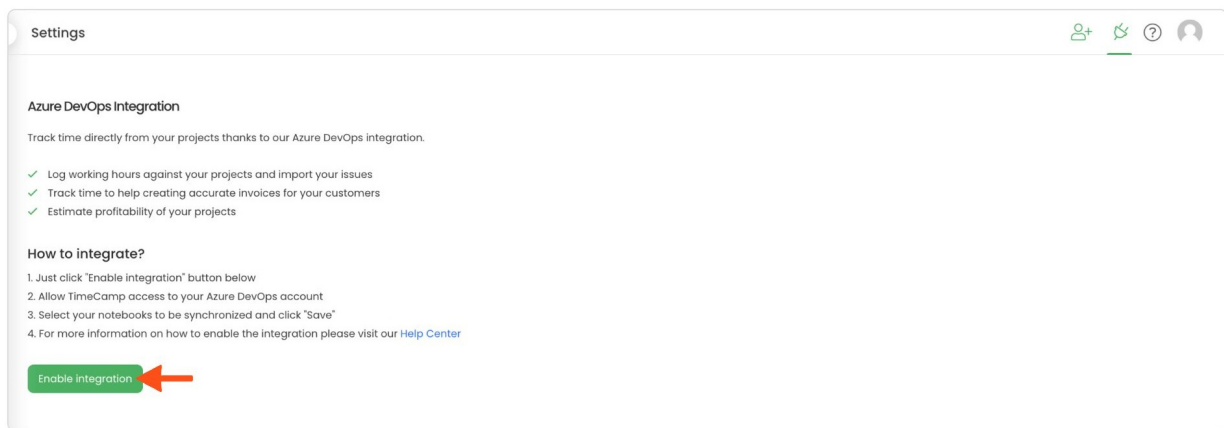 Settings
Azure DevOps Integration
Track time directly from your projects thanks to our Azure DevOps integration.
Log working hours against your projects and import your issues
Track time to help creating accurate invoices for your customers
Estimate profitability of your projects
How to integrate?
1. Just click "Enable integration" button below
2. Allow TimeCamp access to your Azure DevOps account
3. Select your notebooks to be synchronized and click "Save"
4. For more information on how to enable the integration please visit our Help Center
Enable integration